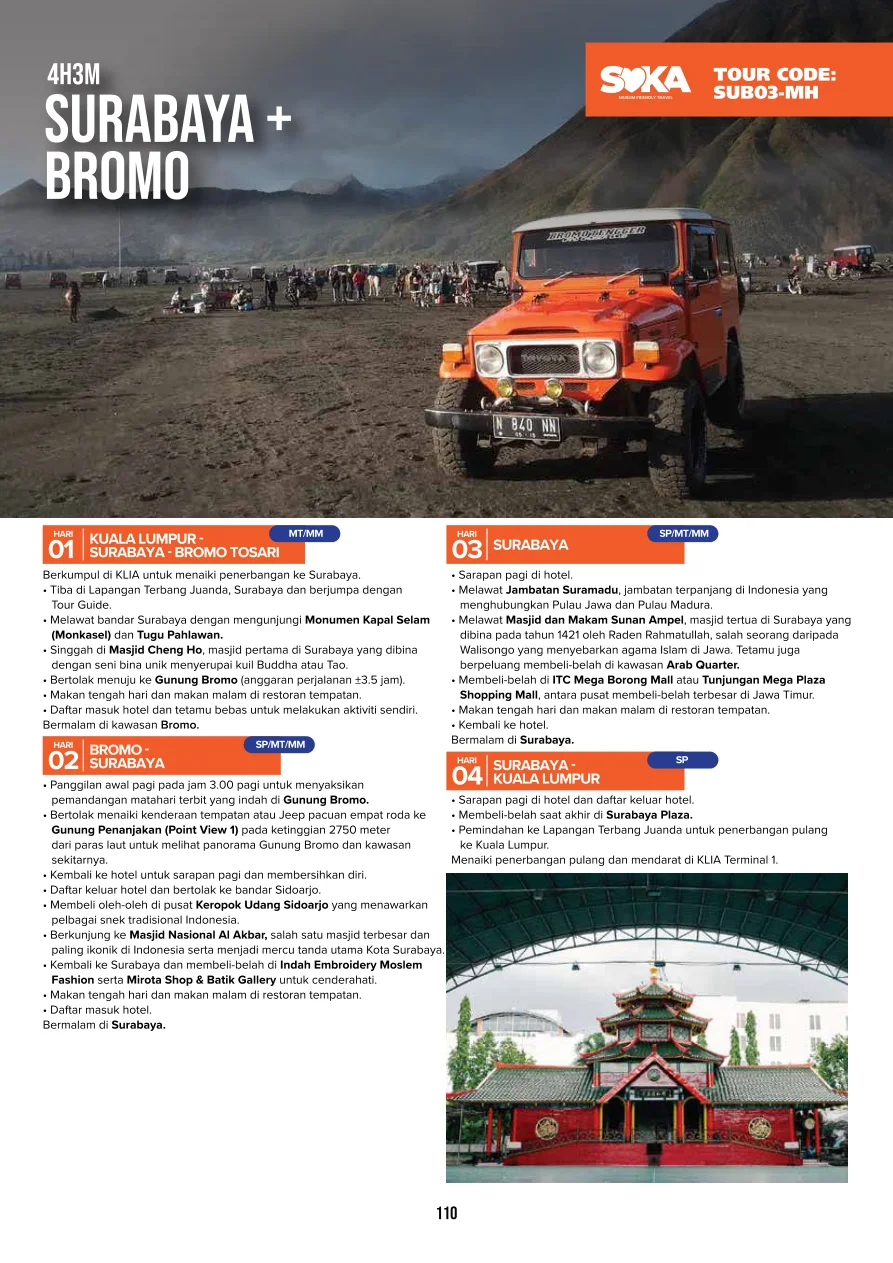 4H3M
SURABAYA +
BROMO
SOKA
MUSLIM-FRIENDLY TRAVEL
TOUR CODE:
SUB03-MH
BROMO TENGGER
TOYOTA
N 840 NN
HARI
01
KUALA LUMPUR -
SURABAYA - BROMO TOSARI
MT/MM
Berkumpul di KLIA untuk menaiki penerbangan ke Surabaya.
• Tiba di Lapangan Terbang Juanda, Surabaya dan berjumpa dengan
Tour Guide.
• Melawat bandar Surabaya dengan mengunjungi Monumen Kapal Selam
(Monkasel) dan Tugu Pahlawan.
• Singgah di Masjid Cheng Ho, masjid pertama di Surabaya yang dibina
dengan seni bina unik menyerupai kuil Buddha atau Tao.
• Bertolak menuju ke Gunung Bromo (anggaran perjalanan ±3.5 jam).
• Makan tengah hari dan makan malam di restoran tempatan.
• Daftar masuk hotel dan tetamu bebas untuk melakukan aktiviti sendiri.
Bermalam di kawasan Bromo.
HARI
02
BROMO -
SURABAYA
SP/MT/MM
• Panggilan awal pagi pada jam 3.00 pagi untuk menyaksikan
pemandangan matahari terbit yang indah di Gunung Bromo.
• Bertolak menaiki kenderaan tempatan atau Jeep pacuan empat roda ke
Gunung Penanjakan (Point View 1) pada ketinggian 2750 meter
dari paras laut untuk melihat panorama Gunung Bromo dan kawasan
sekitarnya.
• Kembali ke hotel untuk sarapan pagi dan membersihkan diri.
• Daftar keluar hotel dan bertolak ke bandar Sidoarjo.
• Membeli oleh-oleh di pusat Keropok Udang Sidoarjo yang menawarkan
pelbagai snek tradisional Indonesia.
• Berkunjung ke Masjid Nasional Al Akbar, salah satu masjid terbesar dan
paling ikonik di Indonesia serta menjadi mercu tanda utama Kota Surabaya.
• Kembali ke Surabaya dan membeli-belah di Indah Embroidery Moslem
Fashion serta Mirota Shop & Batik Gallery untuk cenderahati.
• Makan tengah hari dan makan malam di restoran tempatan.
• Daftar masuk hotel.
Bermalam di Surabaya.
HARI
03
SURABAYA
SP/MT/MM
• Sarapan pagi di hotel.
• Melawat Jambatan Suramadu, jambatan terpanjang di Indonesia yang
menghubungkan Pulau Jawa dan Pulau Madura.
• Melawat Masjid dan Makam Sunan Ampel, masjid tertua di Surabaya yang
dibina pada tahun 1421 oleh Raden Rahmatullah, salah seorang daripada
Walisongo yang menyebarkan agama Islam di Jawa. Tetamu juga
berpeluang membeli-belah di kawasan Arab Quarter.
• Membeli-belah di ITC Mega Borong Mall atau Tunjungan Mega Plaza
Shopping Mall, antara pusat membeli-belah terbesar di Jawa Timur.
• Makan tengah hari dan makan malam di restoran tempatan.
• Kembali ke hotel.
Bermalam di Surabaya.
HARI
04
SURABAYA -
KUALA LUMPUR
SP
• Sarapan pagi di hotel dan daftar keluar hotel.
• Membeli-belah saat akhir di Surabaya Plaza.
• Pemindahan ke Lapangan Terbang Juanda untuk penerbangan pulang
ke Kuala Lumpur.
Menaiki penerbangan pulang dan mendarat di KLIA Terminal 1.
110